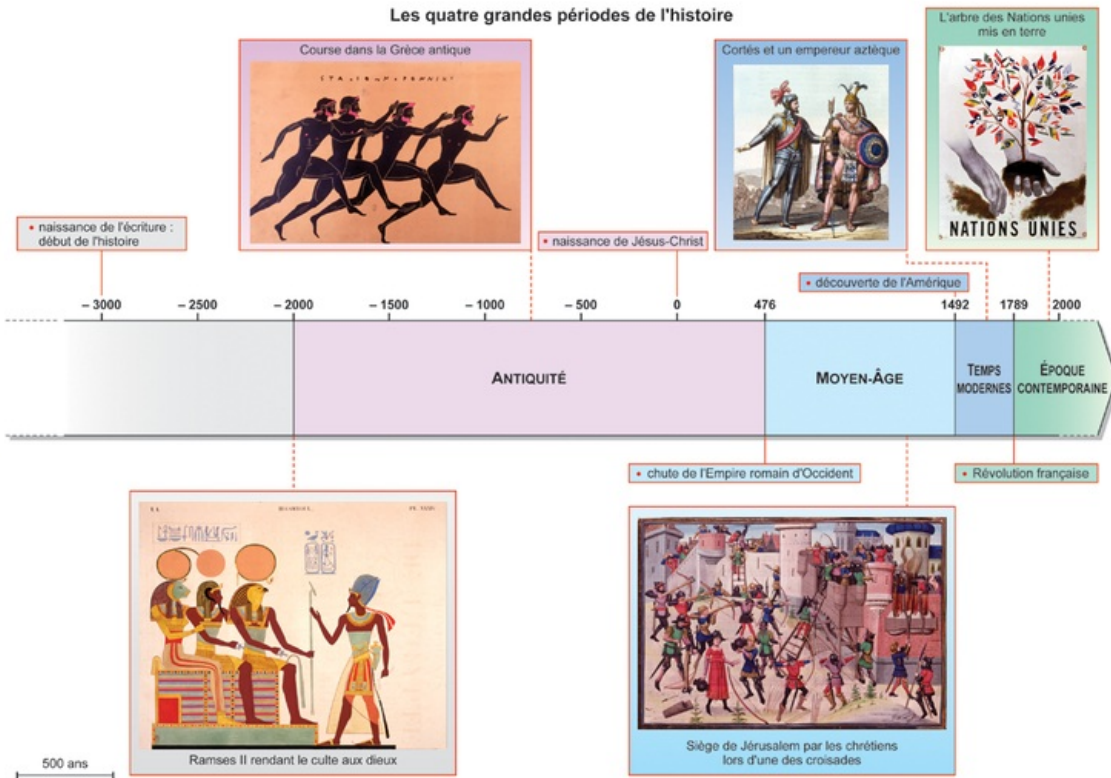 Les quatre grandes périodes de l'histoire
Course dans la Grèce antique
Cortés et un empereur aztèque
L'arbre des Nations unies
mis en terre
NATIONS UNIES
• naissance de l'écriture :
début de l'histoire
• naissance de Jésus-Christ
• découverte de l'Amérique
– 3000 – 2500 – 2000 – 1500 – 1000 – 500 0 476 1492 1789 2000
ANTIQUITÉ
MOYEN-ÂGE
TEMPS
MODERNES
ÉPOQUE
CONTEMPORAINE
• chute de l'Empire romain d'Occident
• Révolution française
Ramses II rendant le culte aux dieux
Siège de Jérusalem par les chrétiens
lors d'une des croisades
500 ans